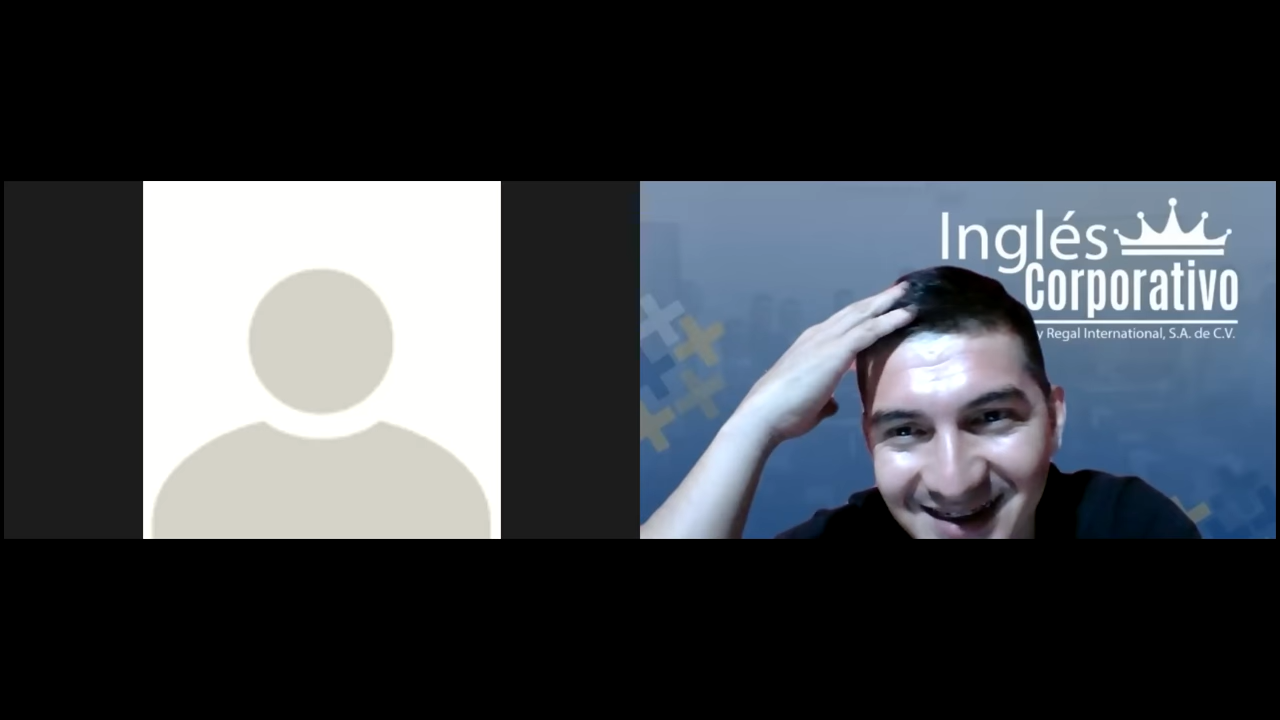 Inglés
Corporativo
y Regal International, S.A. de C.V.